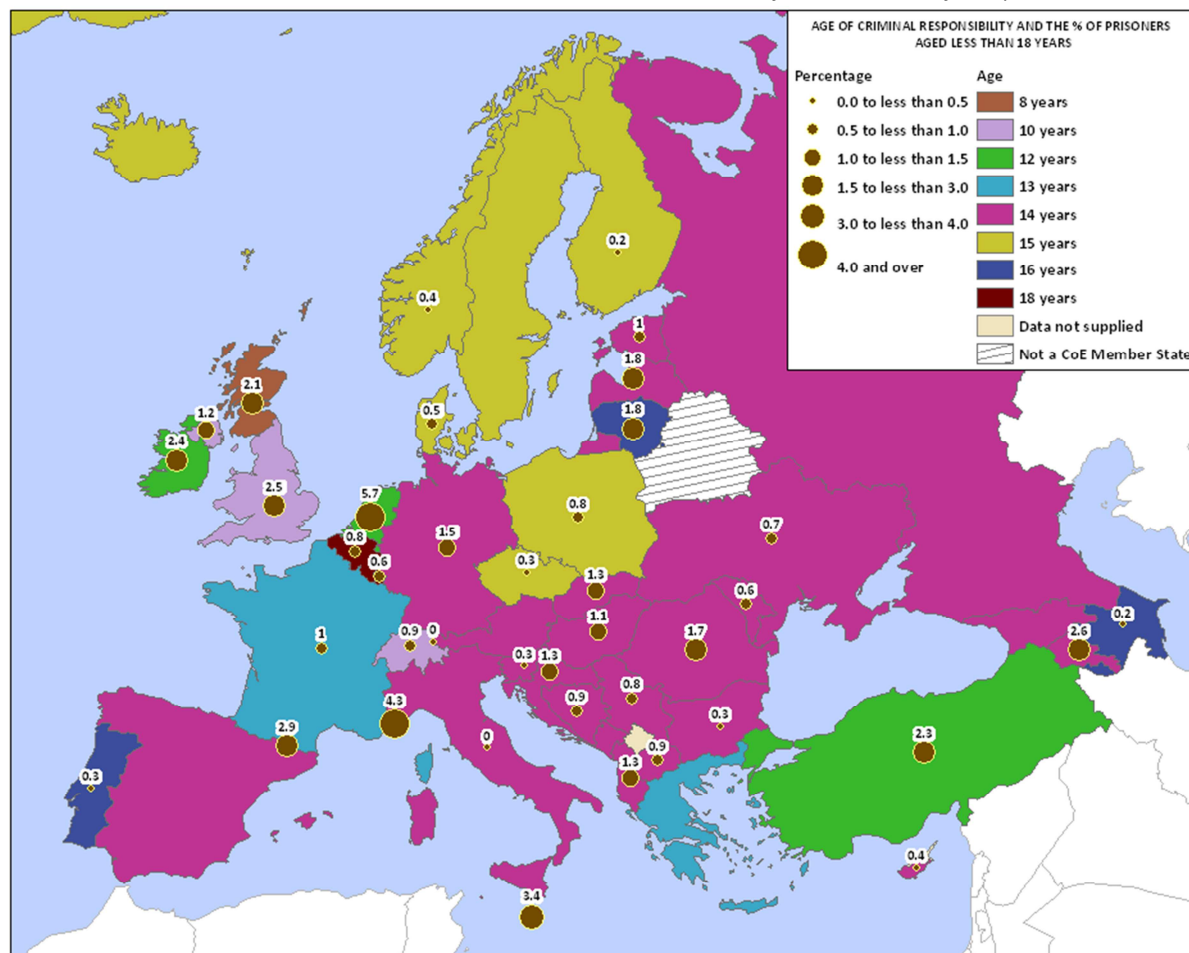 AGE OF CRIMINAL RESPONSIBILITY AND THE % OF PRISONERS
AGED LESS THAN 18 YEARS
Percentage
Age
0.0 to less than 0.5
8 years
0.5 to less than 1.0
10 years
1.0 to less than 1.5
12 years
1.5 to less than 3.0
13 years
3.0 to less than 4.0
14 years
4.0 and over
15 years
16 years
18 years
Data not supplied
Not a CoE Member State
0.2
0.4
1
1.8
2.1
0.5
1.8
1.2
2.4
2.5
5.7
0.8
0.7
0.8
1.5
0.3
0.6
1.3
0.6
0.2
1.1
0.9
0
1.7
2.6
1
0.3
1.3
0.8
4.3
0.9
0.3
2.9
0
0.9
2.3
1.3
0.3
0.4
3.4